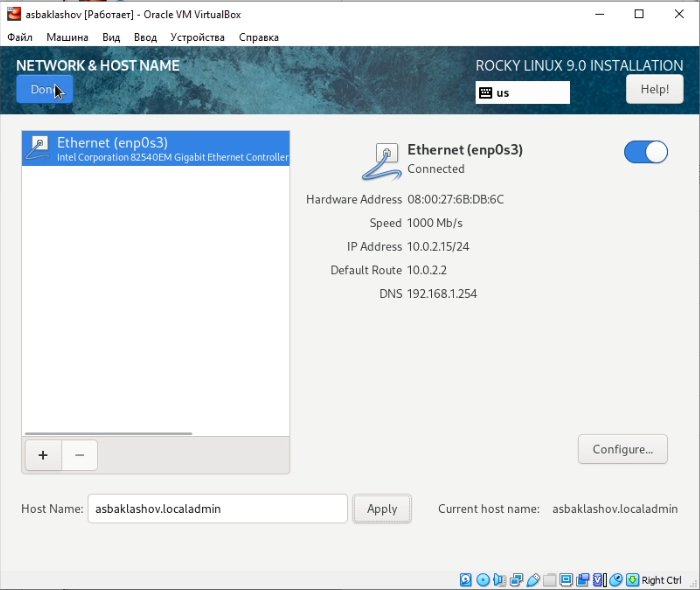 asbaklashov [Работает] - Oracle VM VirtualBox
Файл Машина Вид Ввод Устройства Справка
NETWORK & HOST NAME
ROCKY LINUX 9.0 INSTALLATION
Done
us
Help!
Ethernet (enp0s3)
Intel Corporation 82540EM Gigabit Ethernet Controller
Ethernet (enp0s3)
Connected
Hardware Address 08:00:27:6B:DB:6C
Speed 1000 Mb/s
IP Address 10.0.2.15/24
Default Route 10.0.2.2
DNS 192.168.1.254
+ −
Configure...
Host Name: asbaklashov.localadmin Apply Current host name: asbaklashov.localadmin
Right Ctrl